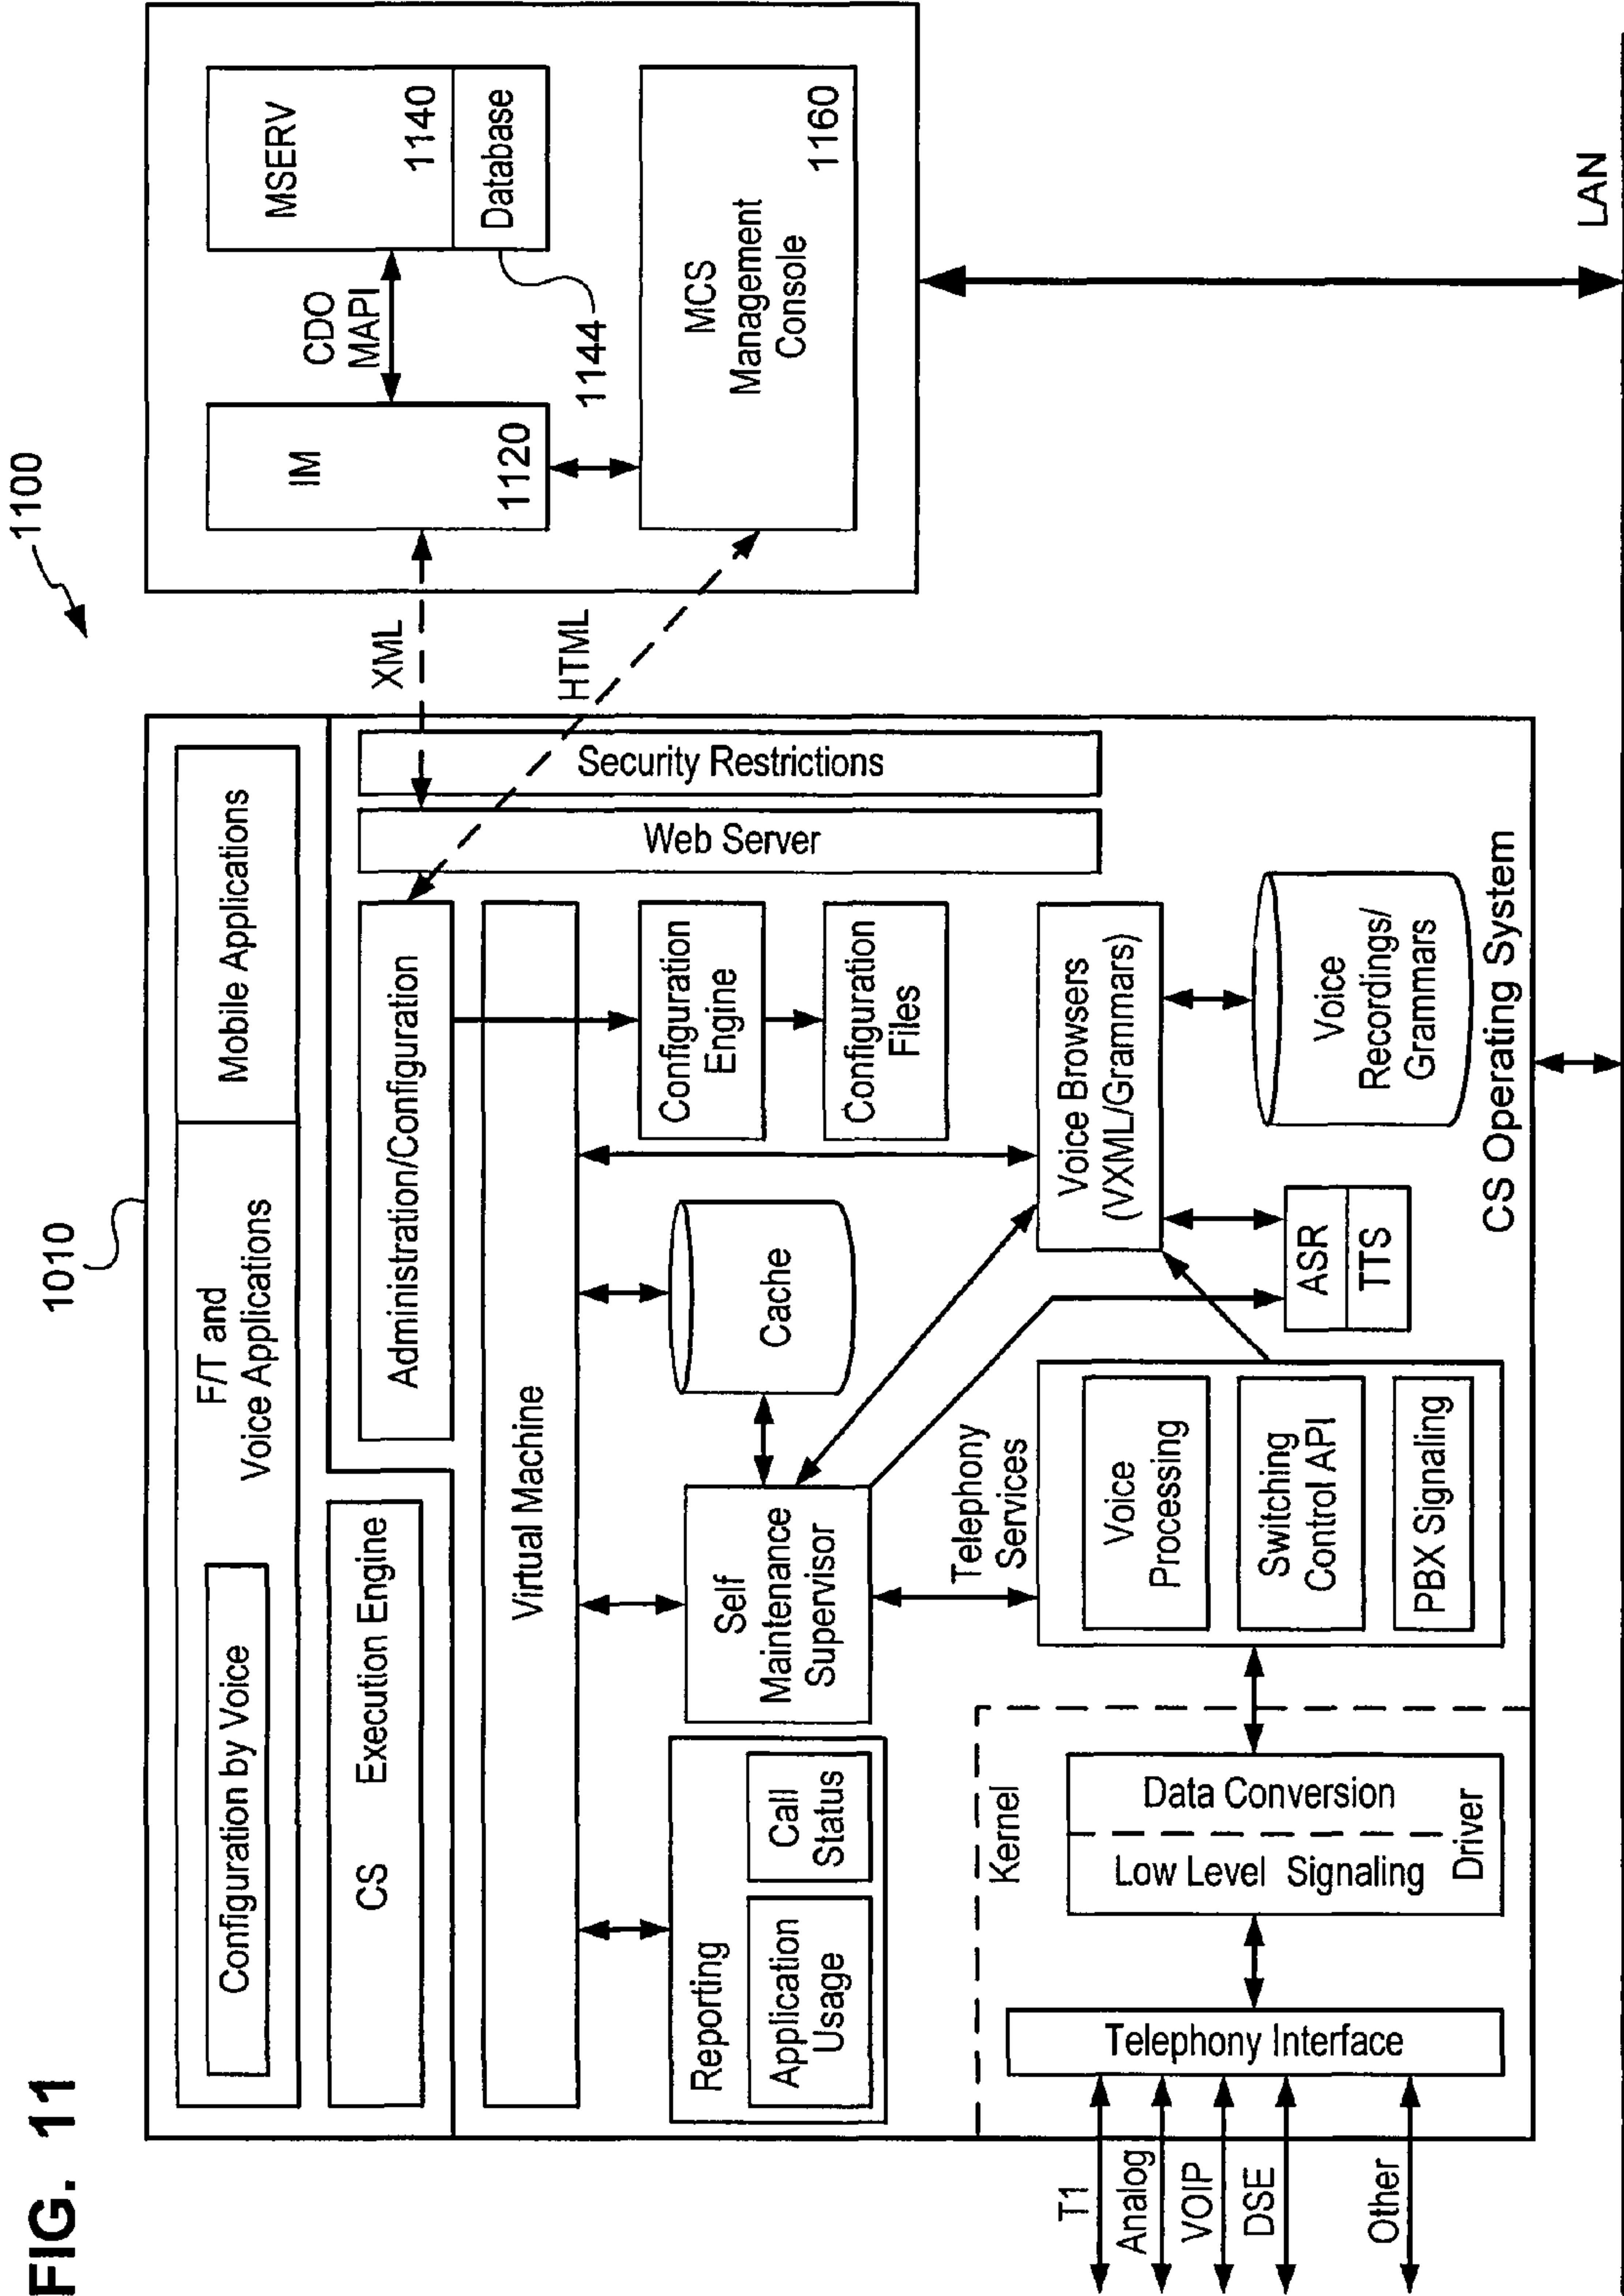 FIG. 11
1100
1010
F/T and
Voice Applications
Configuration by Voice
Mobile Applications
CS Execution Engine
Administration/Configuration
Virtual Machine
Web Server
Security Restrictions
XML
HTML
IM
1120
CDO
MAPI
MSERV
1140
Database
1144
MCS
Management
Console
1160
LAN
Reporting
Application
Usage
Call
Status
Self
Maintenance
Supervisor
Cache
Configuration
Engine
Configuration
Files
Telephony
Services
Voice
Processing
Switching
Control API
PBX Signaling
Voice Browsers
(VXML/Grammars)
ASR
TTS
Voice
Recordings/
Grammars
CS Operating System
Kernel
Data Conversion
Low Level Signaling
Driver
Telephony Interface
T1
Analog
VOIP
DSE
Other